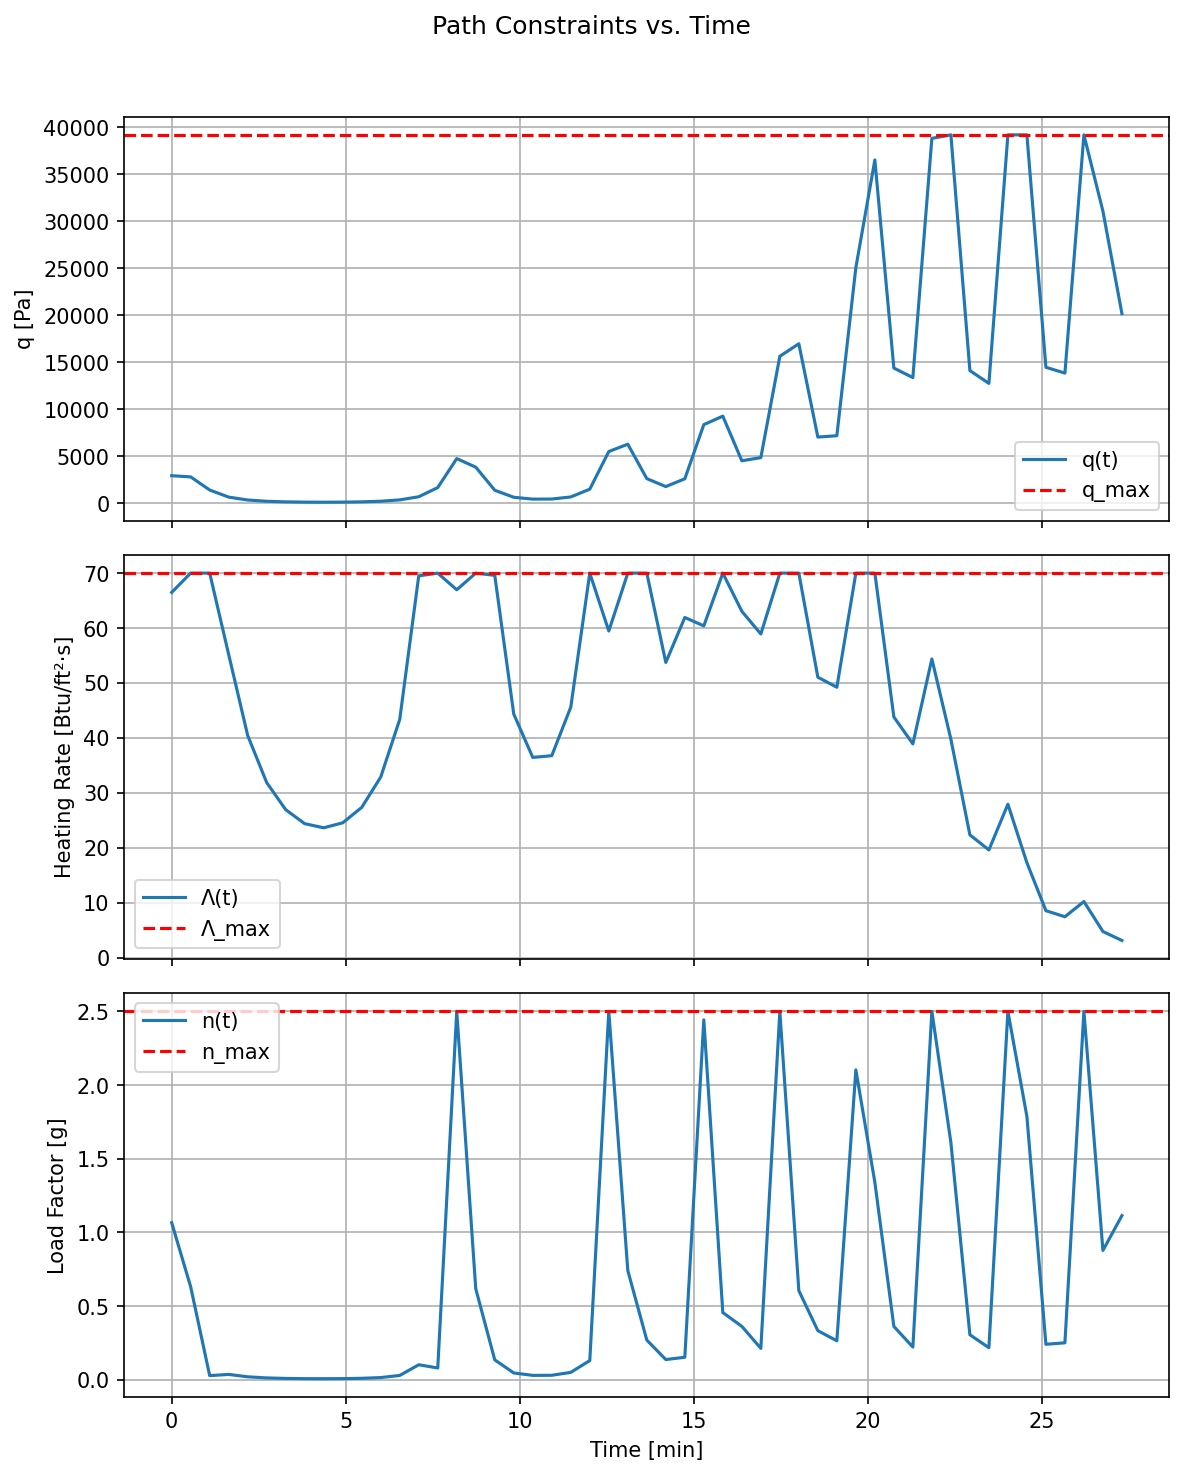 Path Constraints vs. Time
40000
35000
30000
25000
20000
15000
10000
5000
0
q [Pa]
q(t)
q_max
70
60
50
40
30
20
10
0
Heating Rate [Btu/ft²·s]
Λ(t)
Λ_max
2.5
2.0
1.5
1.0
0.5
0.0
Load Factor [g]
n(t)
n_max
0 5 10 15 20 25
Time [min]